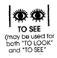 TO SEE
(may be used for
both "TO LOOK"
and "TO SEE"